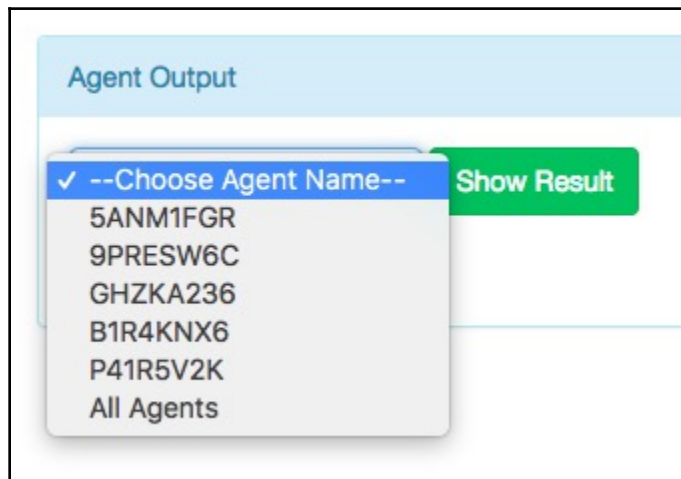 Agent Output
✓ --Choose Agent Name-- Show Result
5ANM1FGR
9PRESW6C
GHZKA236
B1R4KNX6
P41R5V2K
All Agents